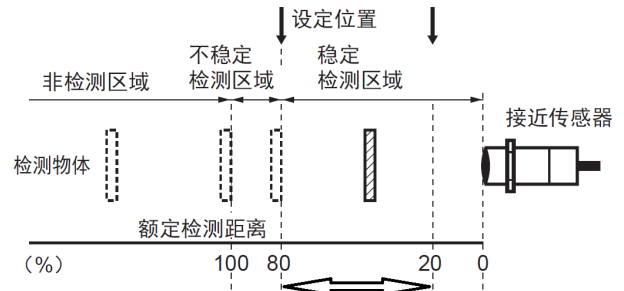 设定位置
不稳定 稳定
非检测区域 检测区域 检测区域
接近传感器
检测物体
额定检测距离
(%) 100 80 20 0